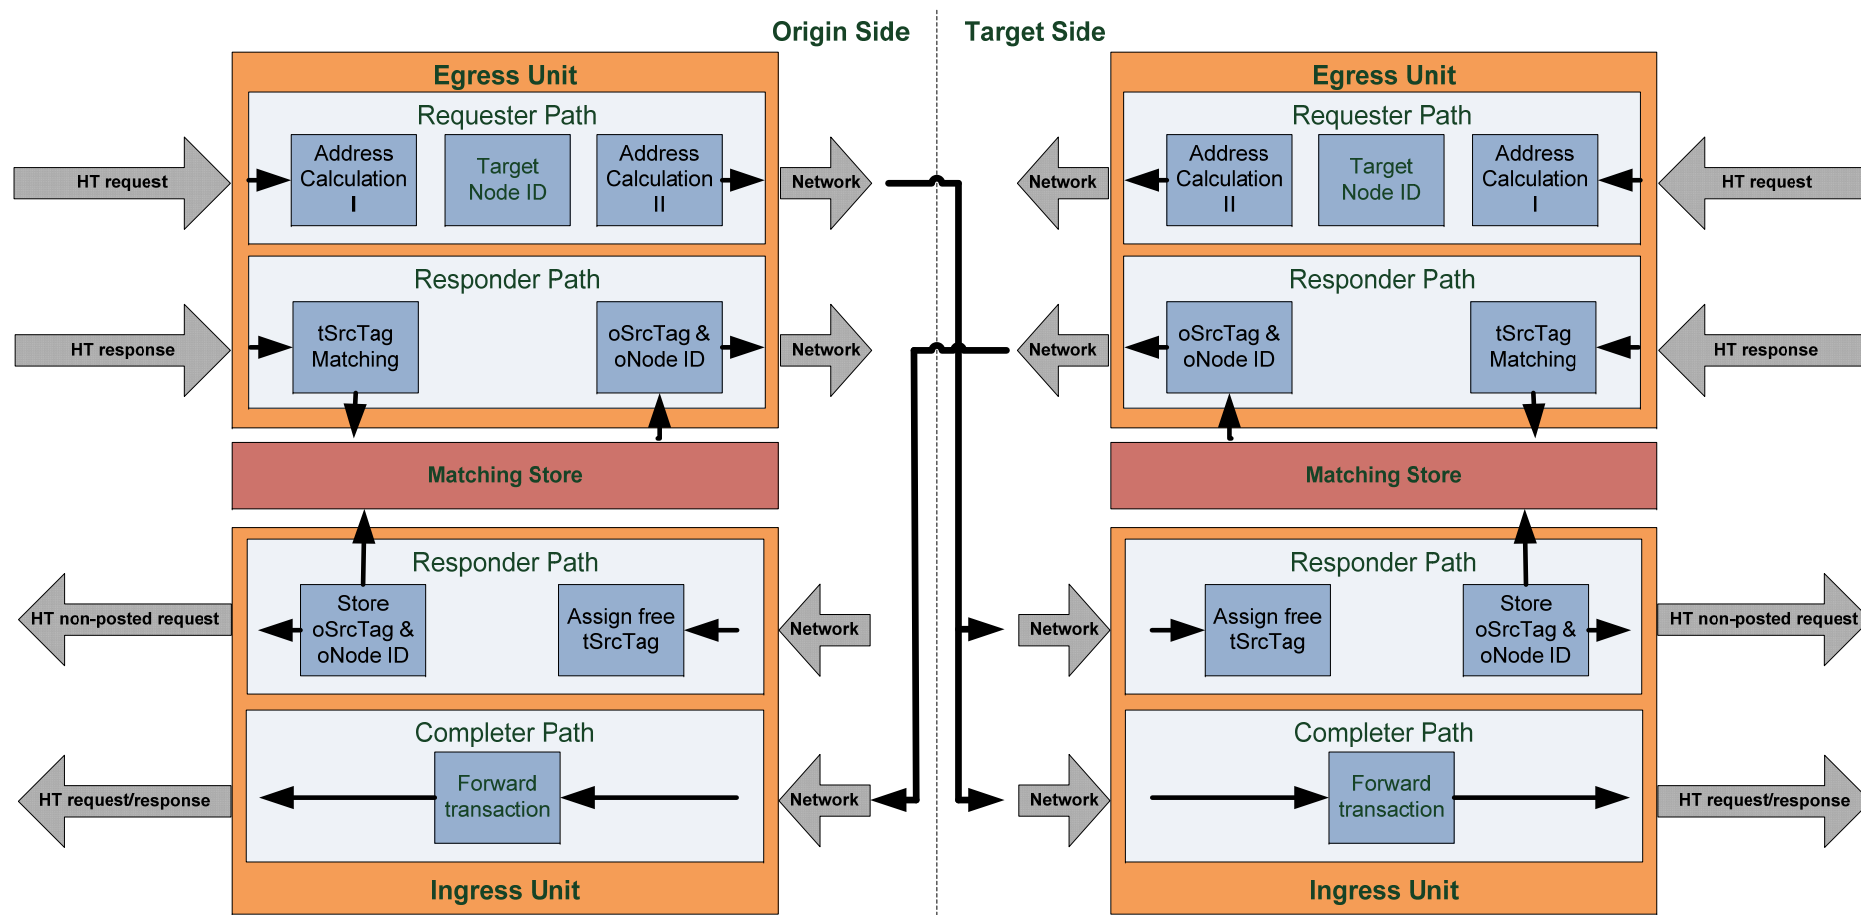 Origin Side
Target Side
Egress Unit
Requester Path
HT request
Address
Calculation
I
Target
Node ID
Address
Calculation
II
Network
Responder Path
HT response
tSrcTag
Matching
oSrcTag &
oNode ID
Network
Matching Store
Responder Path
HT non-posted request
Store
oSrcTag &
oNode ID
Assign free
tSrcTag
Network
Completer Path
HT request/response
Forward
transaction
Network
Ingress Unit
Egress Unit
Requester Path
Network
Address
Calculation
II
Target
Node ID
Address
Calculation
I
HT request
Responder Path
Network
oSrcTag &
oNode ID
tSrcTag
Matching
HT response
Matching Store
Responder Path
Network
Assign free
tSrcTag
Store
oSrcTag &
oNode ID
HT non-posted request
Completer Path
Network
Forward
transaction
HT request/response
Ingress Unit